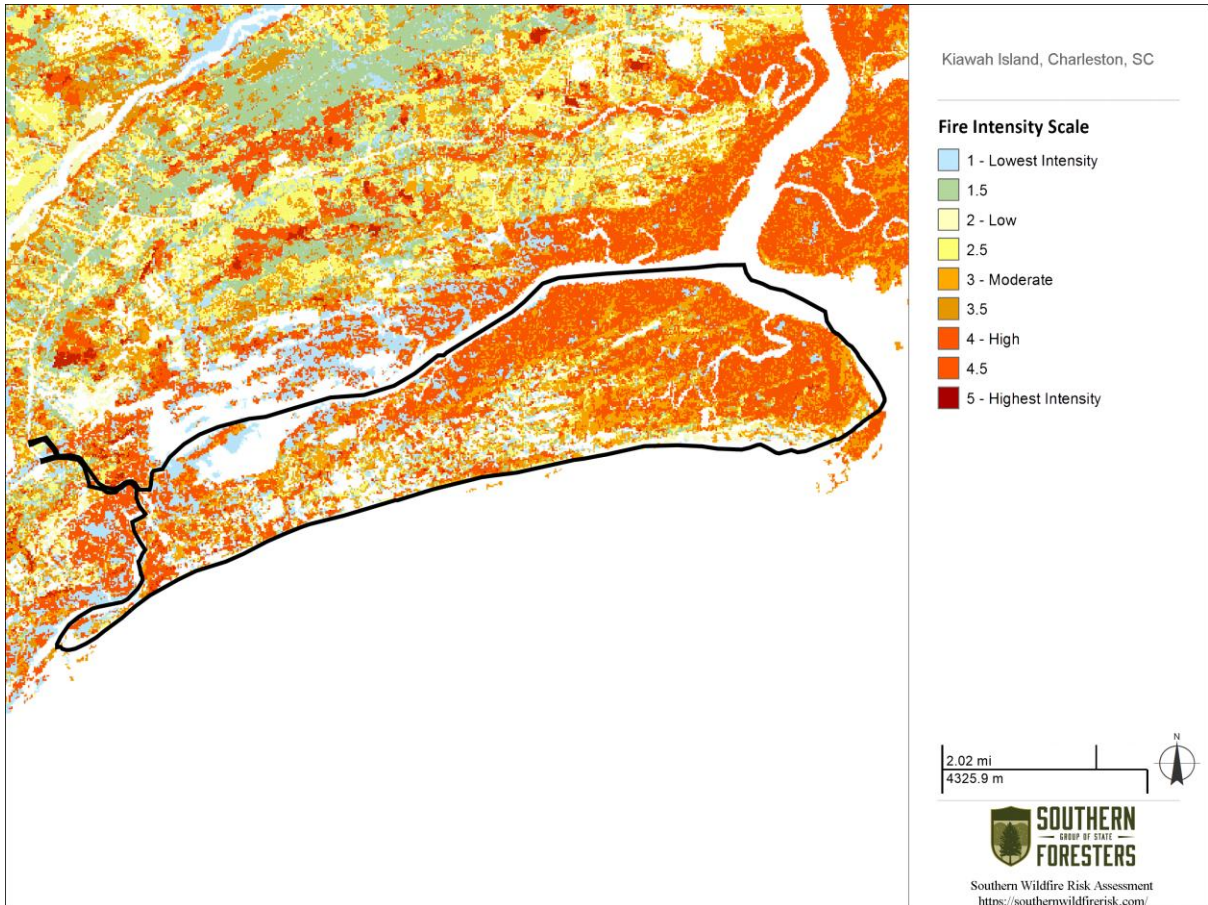 Kiawah Island, Charleston, SC
Fire Intensity Scale
1 - Lowest Intensity
1.5
2 - Low
2.5
3 - Moderate
3.5
4 - High
4.5
5 - Highest Intensity
2.02 mi
4325.9 m
N
SOUTHERN
GROUP OF STATE
FORESTERS
Southern Wildfire Risk Assessment
https://southernwildfirerisk.com/